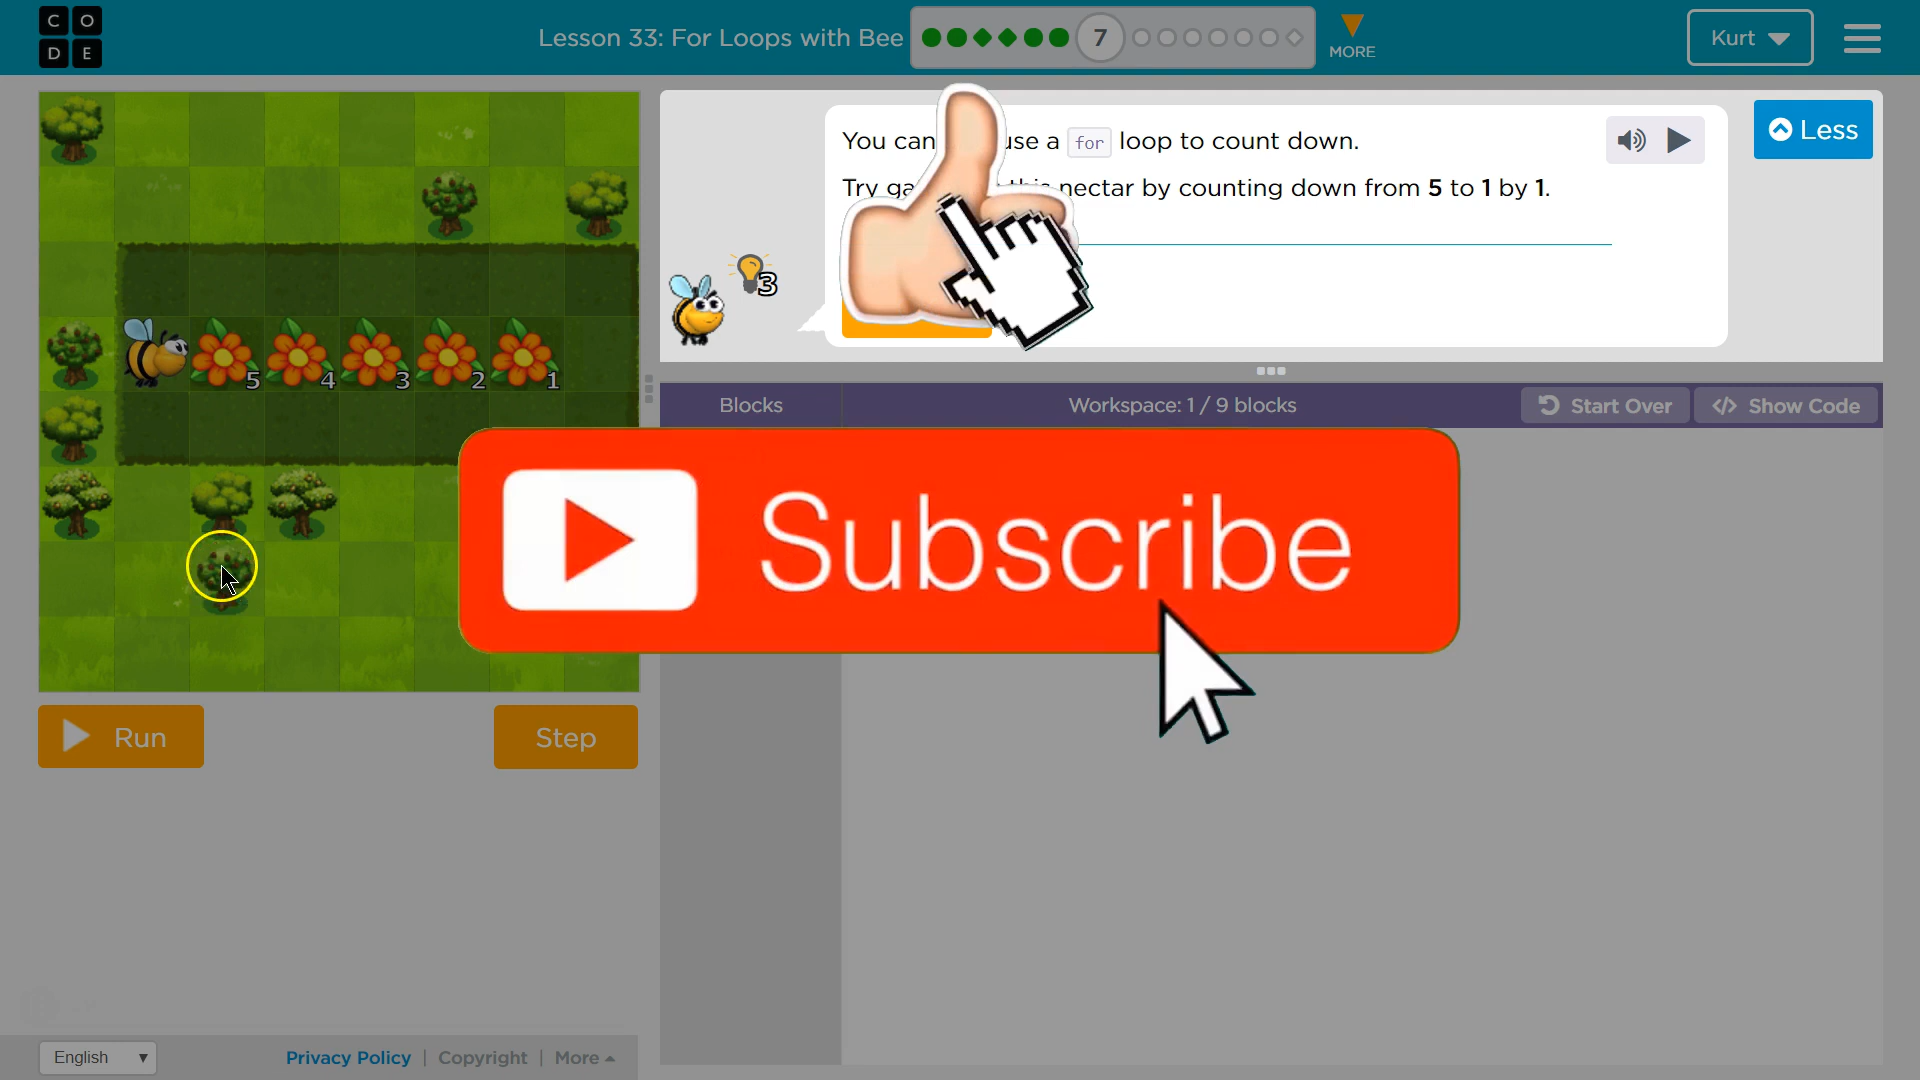 C O
D E
Lesson 33: For Loops with Bee
7
MORE
Kurt
You can use a for loop to count down.
Try nectar by counting down from 5 to 1 by 1.
Less
3
5 4 3 2 1
Blocks
Workspace: 1 / 9 blocks
Start Over
Show Code
Subscribe
Run
Step
English
Privacy Policy | Copyright | More